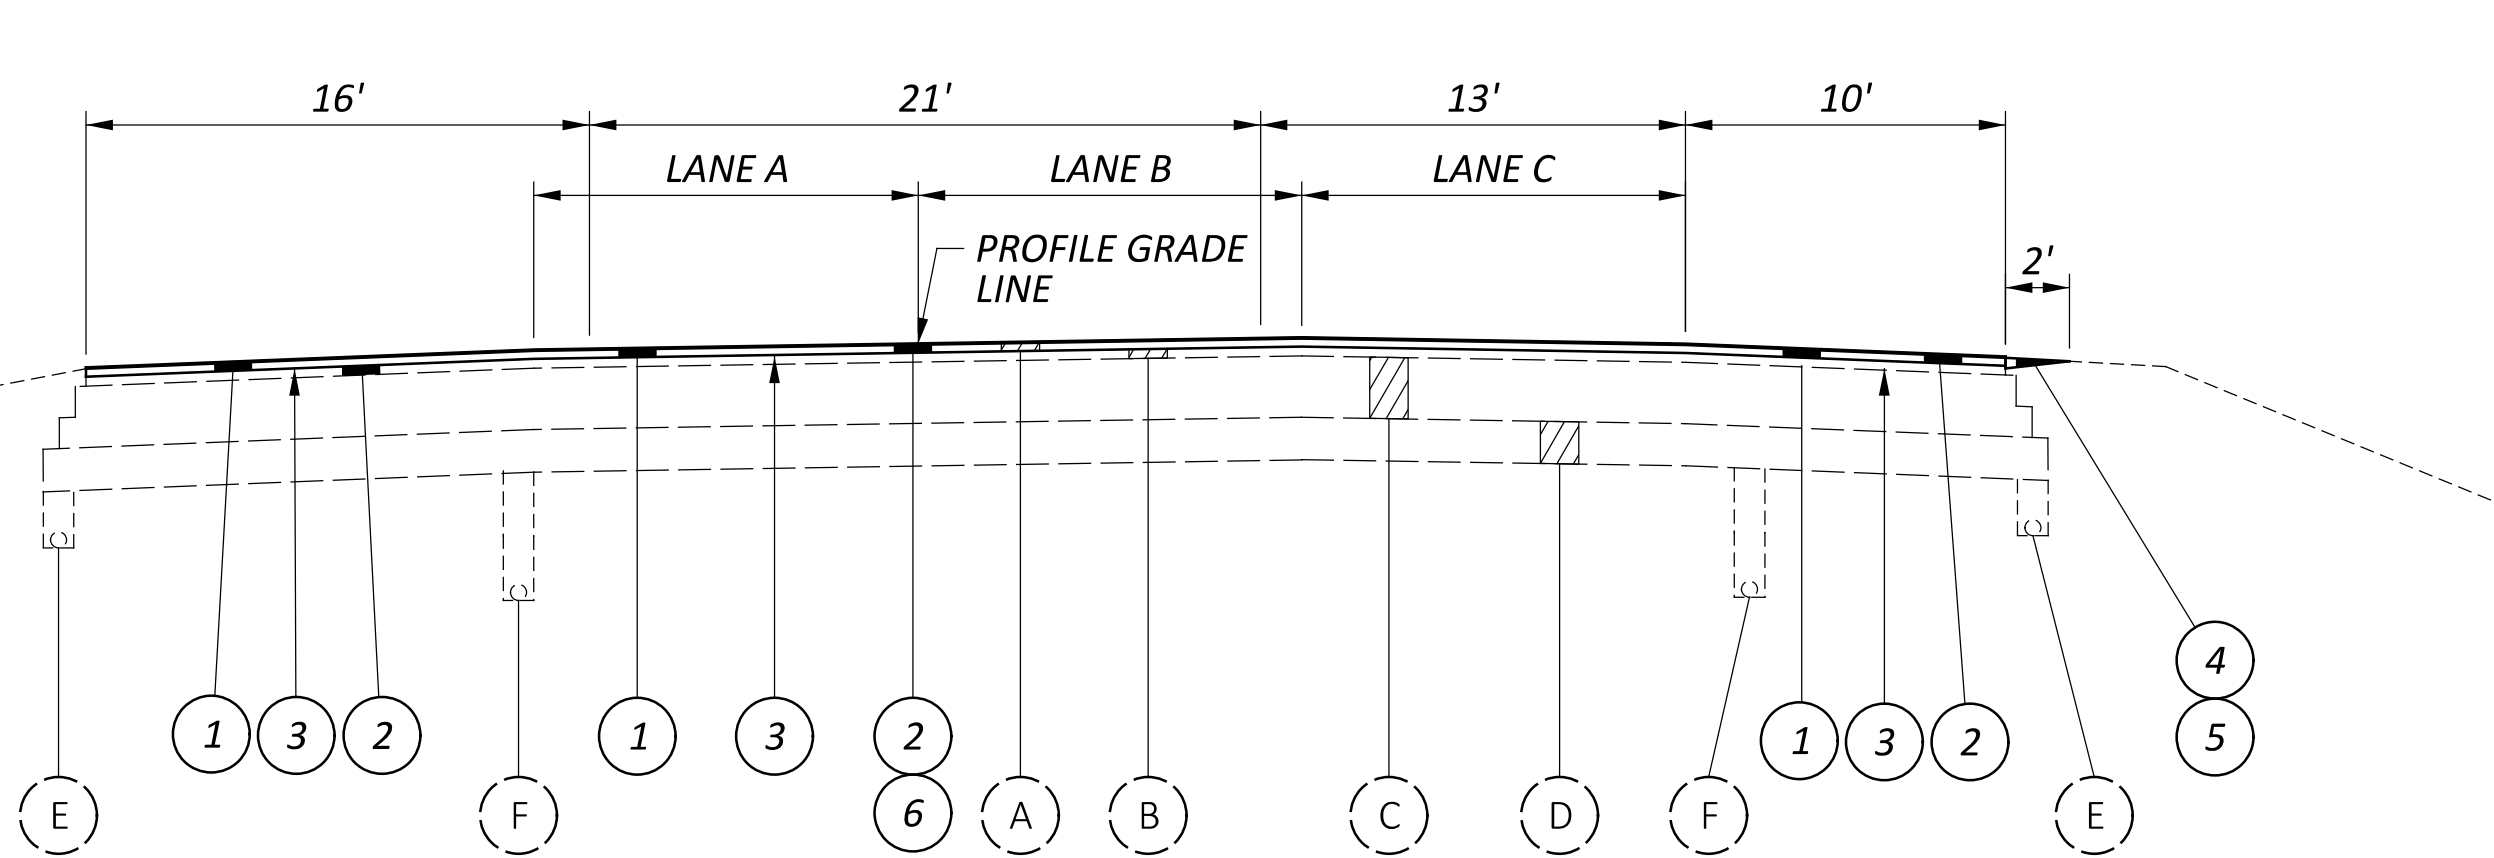 16' 21' 13' 10'
LANE A LANE B LANE C
PROFILE GRADE
LINE
2'
4
1 3 2 1 3 2 1 3 2 5
E F 6 A B C D F E